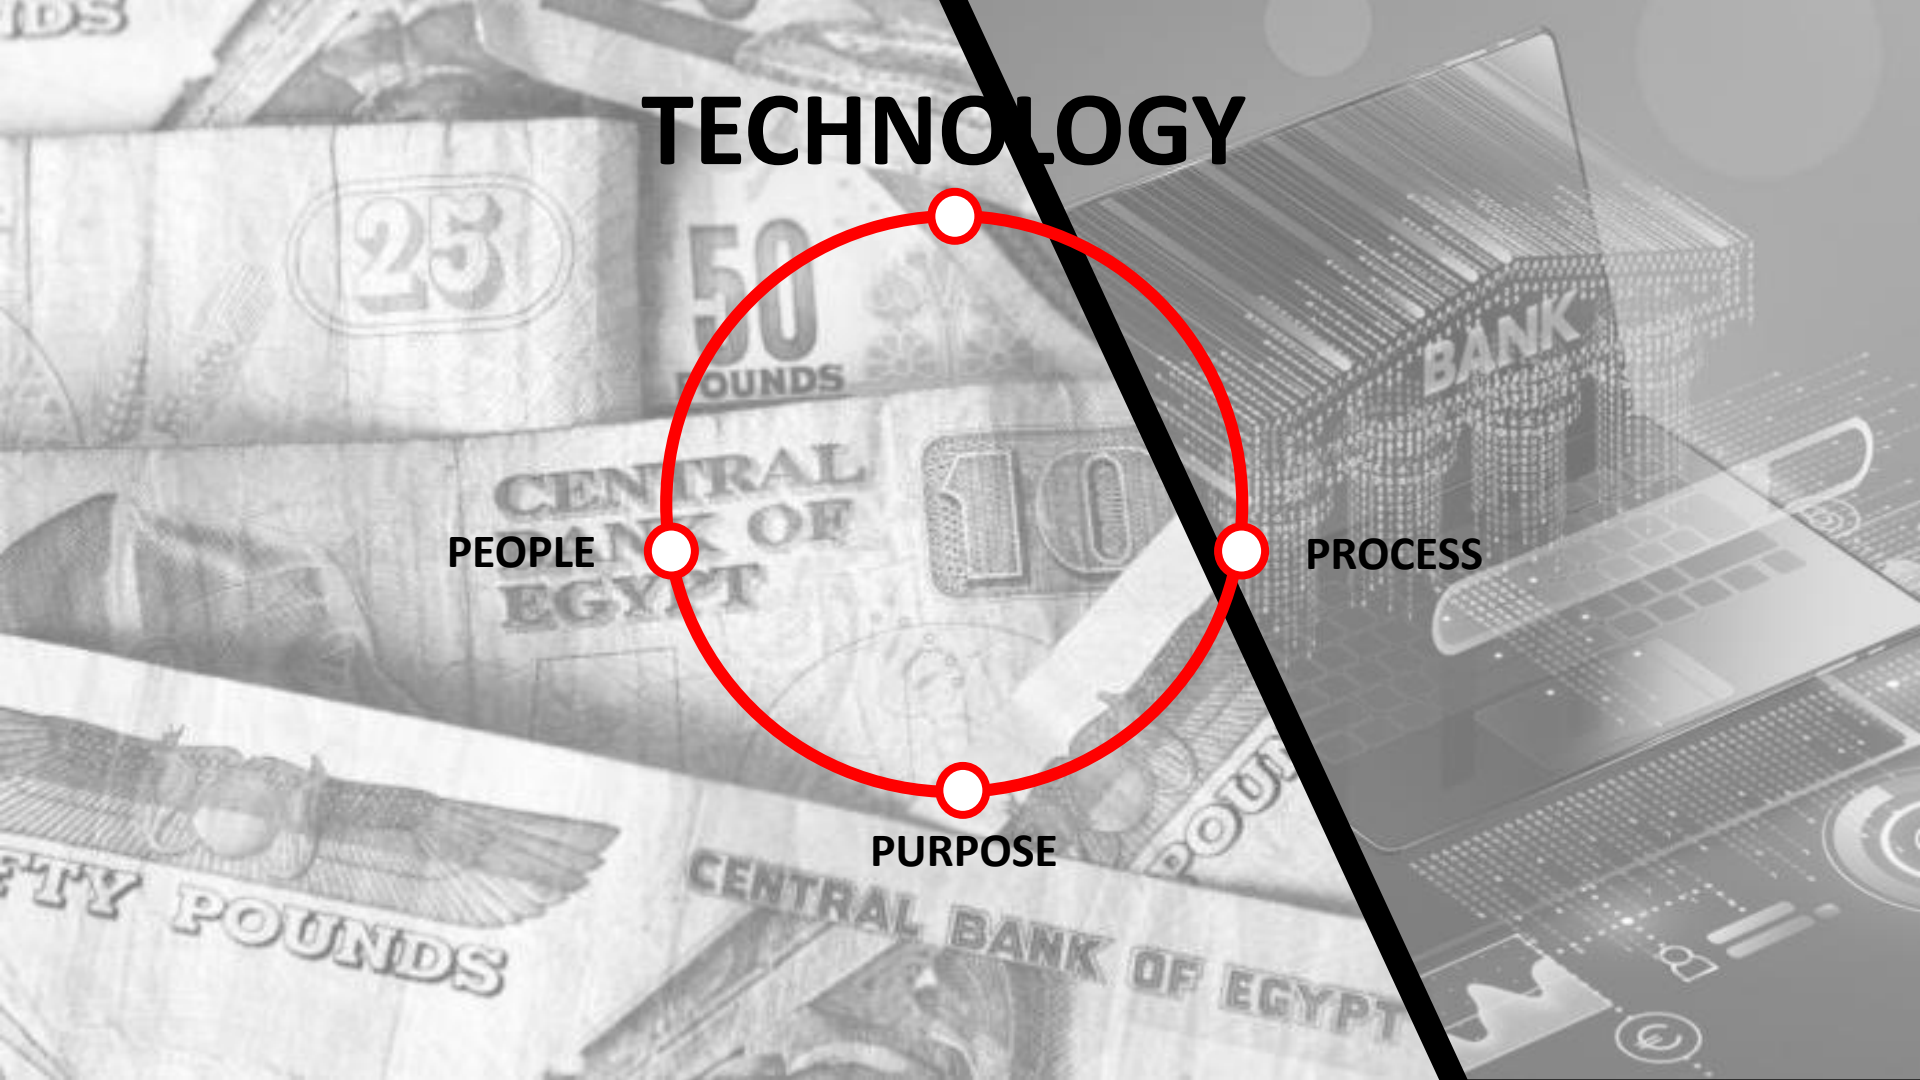 TECHNOLOGY
25
50
POUNDS
BANK
CENTRAL
BANK OF
EGYPT
10
PEOPLE
PROCESS
PURPOSE
POUN
FTY POUNDS
CENTRAL BANK OF EGYPT